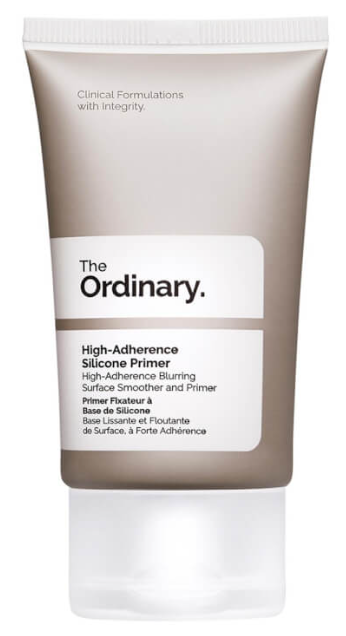 Clinical Formulations
with Integrity.
The
Ordinary.
High-Adherence
Silicone Primer
High-Adherence Blurring
Surface Smoother and Primer
Primer Fixateur à
Base de Silicone
Base Lissante et Floutante
de Surface, à Forte Adhérence